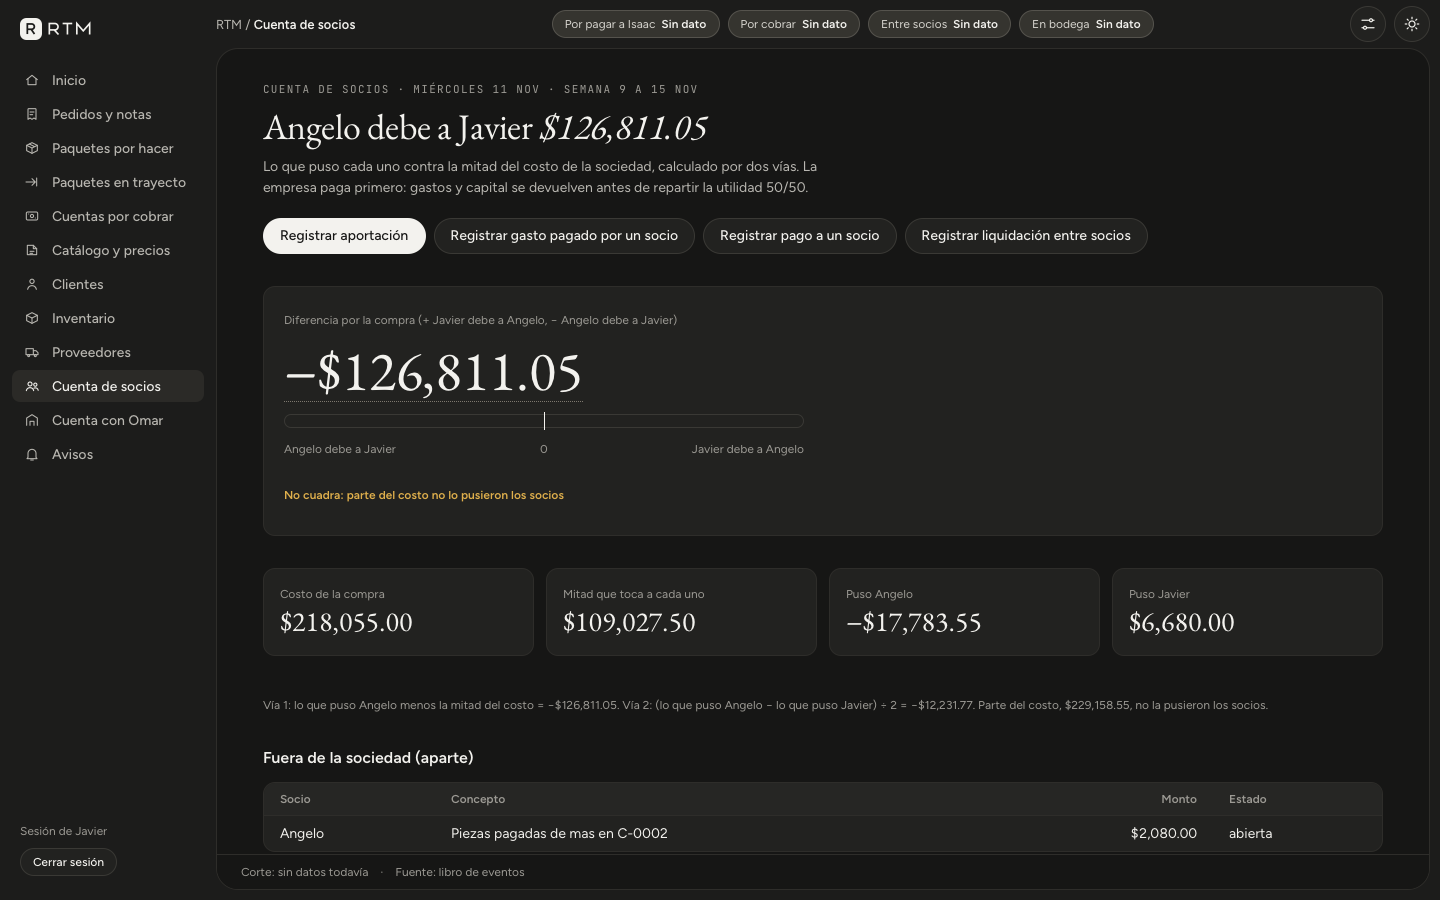 R RTM
RTM / Cuenta de socios
Por pagar a Isaac Sin dato
Por cobrar Sin dato
Entre socios Sin dato
En bodega Sin dato
Inicio
Pedidos y notas
Paquetes por hacer
Paquetes en trayecto
Cuentas por cobrar
Catálogo y precios
Clientes
Inventario
Proveedores
Cuenta de socios
Cuenta con Omar
Avisos
Sesión de Javier
Cerrar sesión
CUENTA DE SOCIOS · MIÉRCOLES 11 NOV · SEMANA 9 A 15 NOV
Angelo debe a Javier $126,811.05
Lo que puso cada uno contra la mitad del costo de la sociedad, calculado por dos vías. La
empresa paga primero: gastos y capital se devuelven antes de repartir la utilidad 50/50.
Registrar aportación
Registrar gasto pagado por un socio
Registrar pago a un socio
Registrar liquidación entre socios
Diferencia por la compra (+ Javier debe a Angelo, − Angelo debe a Javier)
−$126,811.05
Angelo debe a Javier 0 Javier debe a Angelo
No cuadra: parte del costo no lo pusieron los socios
Costo de la compra
$218,055.00
Mitad que toca a cada uno
$109,027.50
Puso Angelo
−$17,783.55
Puso Javier
$6,680.00
Vía 1: lo que puso Angelo menos la mitad del costo = −$126,811.05. Vía 2: (lo que puso Angelo − lo que puso Javier) ÷ 2 = −$12,231.77. Parte del costo, $229,158.55, no la pusieron los socios.
Fuera de la sociedad (aparte)
Socio Concepto Monto Estado
Angelo Piezas pagadas de mas en C-0002 $2,080.00 abierta
Corte: sin datos todavía · Fuente: libro de eventos